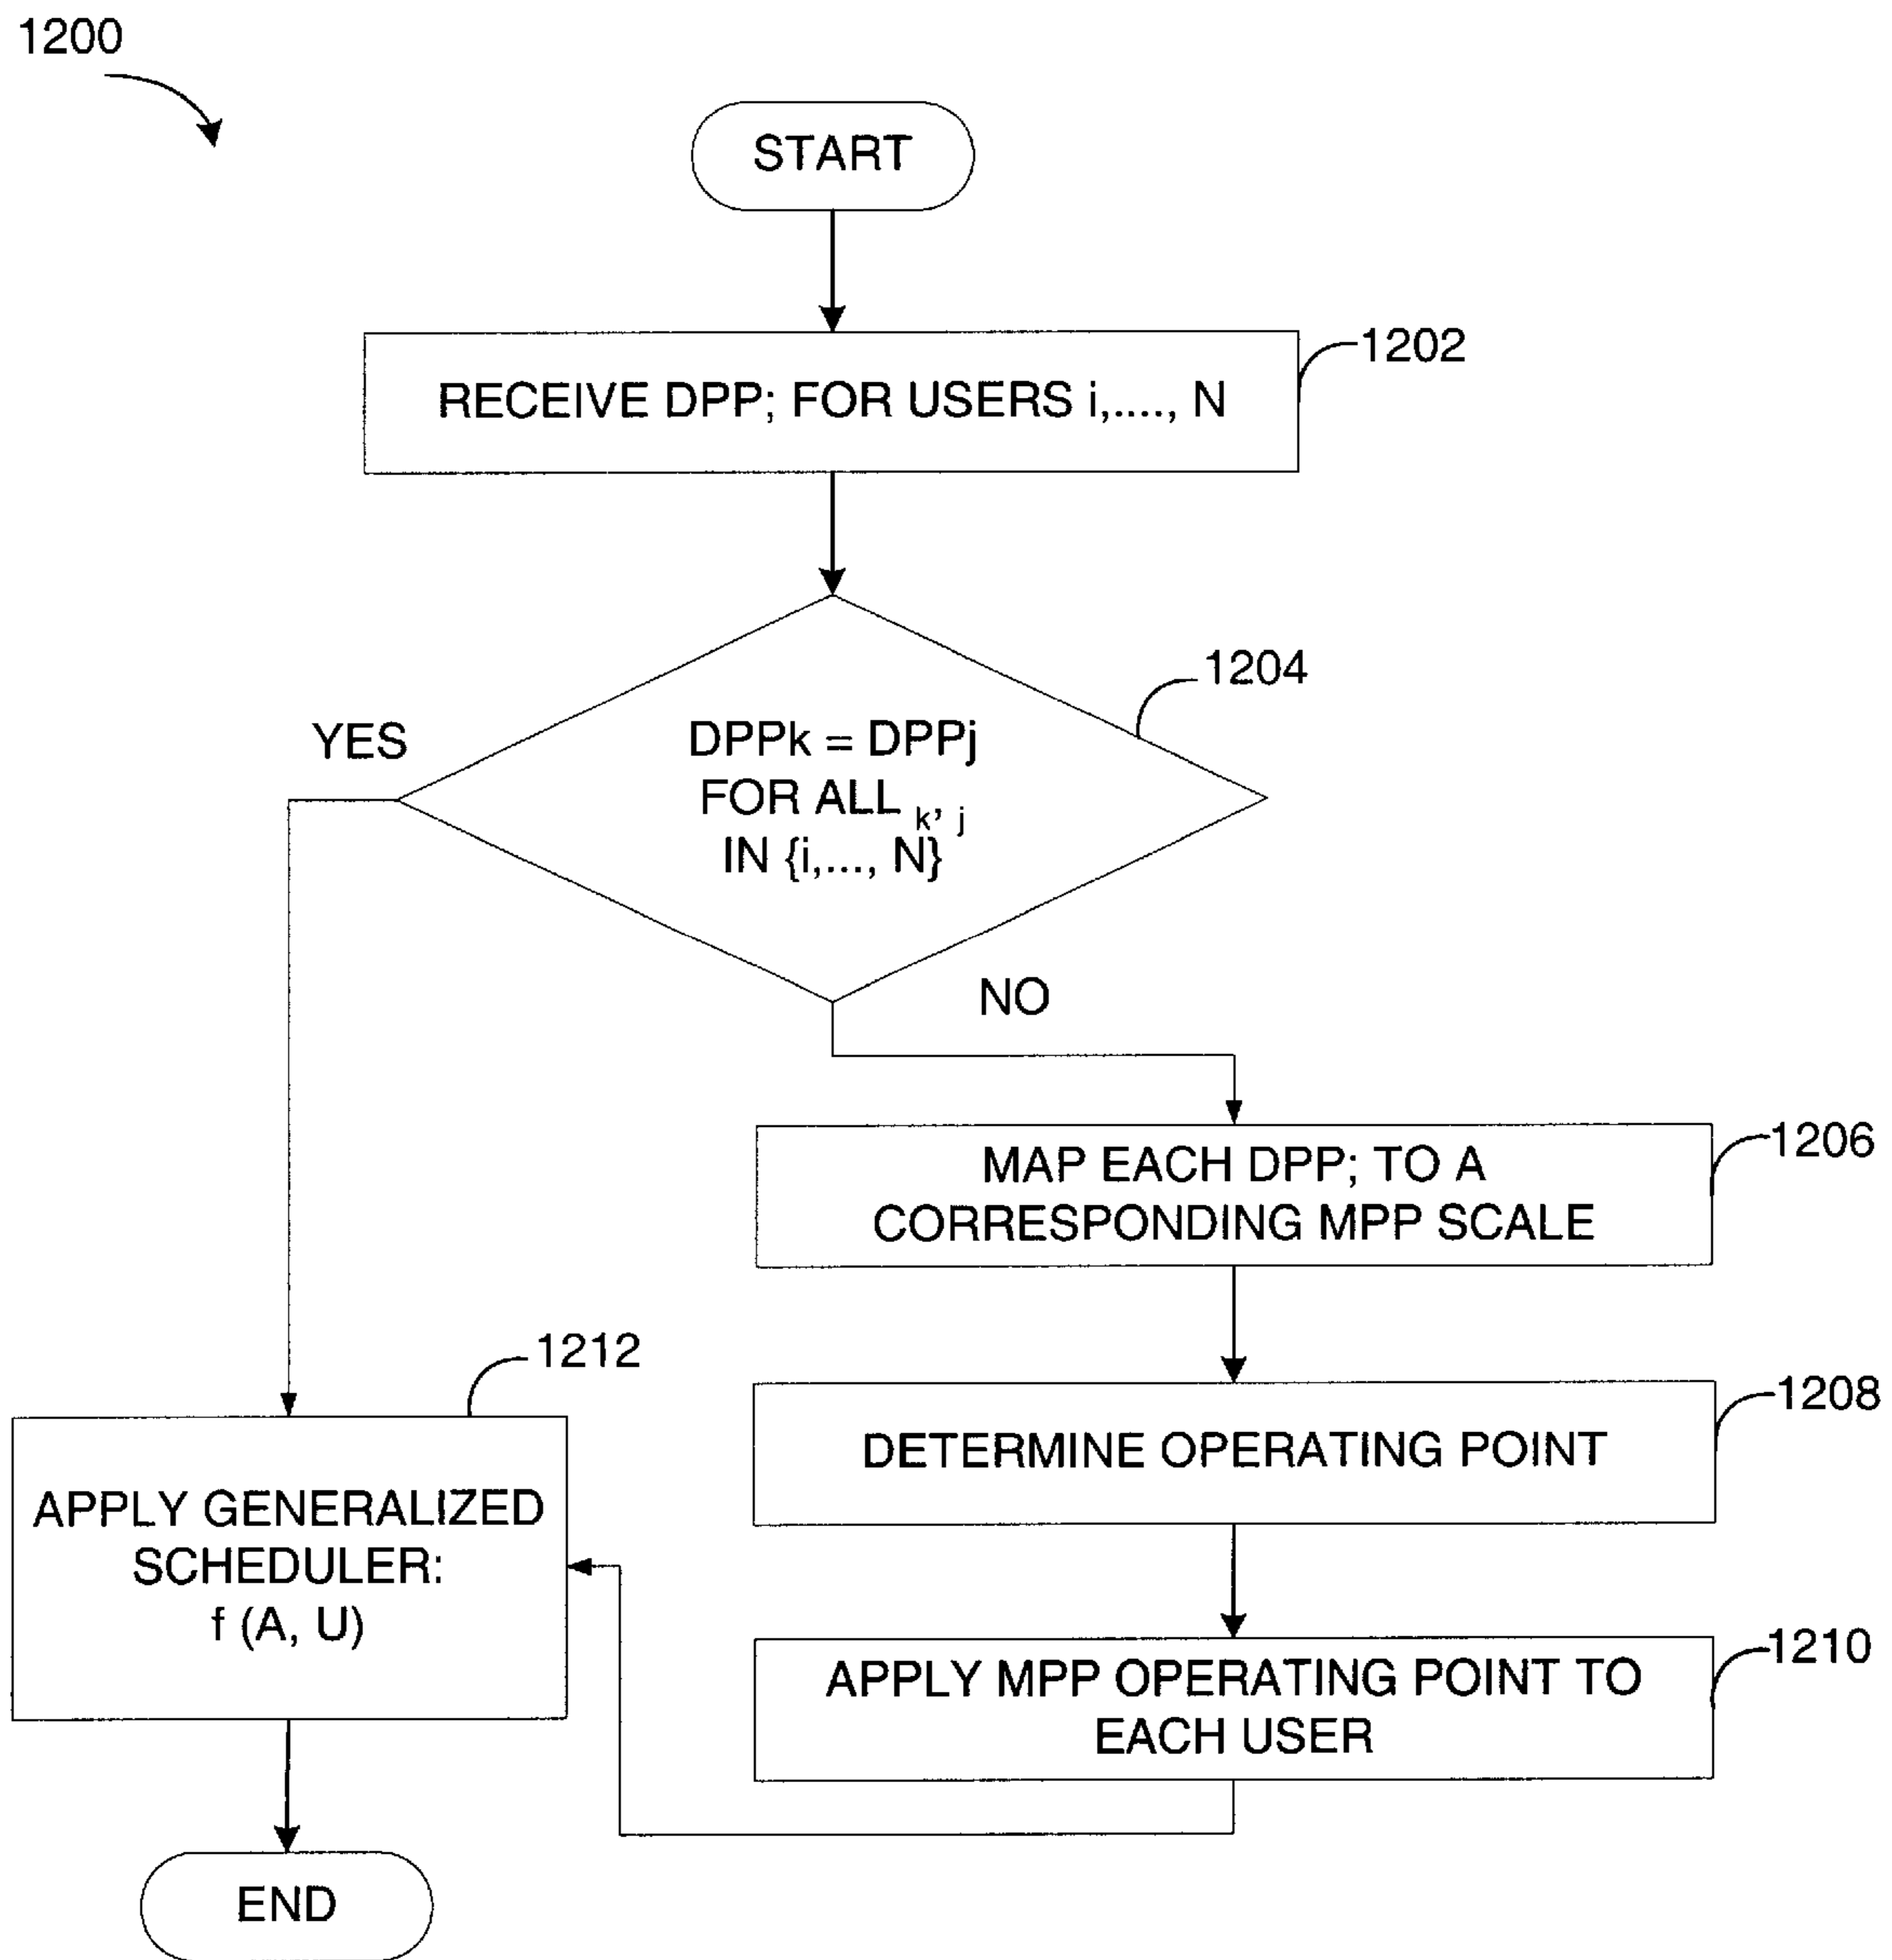 1200
START
1202
RECEIVE DPP; FOR USERS i,...., N
1204
YES
DPPk = DPPj
FOR ALL k, j
IN {i,..., N}
NO
1206
MAP EACH DPP; TO A
CORRESPONDING MPP SCALE
1208
DETERMINE OPERATING POINT
1212
APPLY GENERALIZED
SCHEDULER:
f (A, U)
1210
APPLY MPP OPERATING POINT TO
EACH USER
END